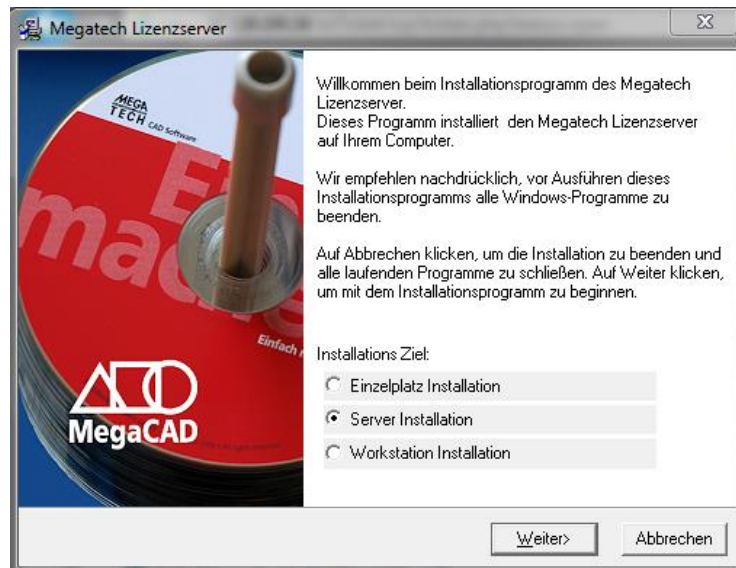 Megatech Lizenzserver
MEGA
TECH CAD Software
mac
Einfach
MegaCAD
Willkommen beim Installationsprogramm des Megatech
Lizenzserver.
Dieses Programm installiert den Megatech Lizenzserver
auf Ihrem Computer.
Wir empfehlen nachdrücklich, vor Ausführen dieses
Installationsprogramms alle Windows-Programme zu
beenden.
Auf Abbrechen klicken, um die Installation zu beenden und
alle laufenden Programme zu schließen. Auf Weiter klicken,
um mit dem Installationsprogramm zu beginnen.
Installations Ziel:
Einzelplatz Installation
Server Installation
Workstation Installation
Weiter>
Abbrechen